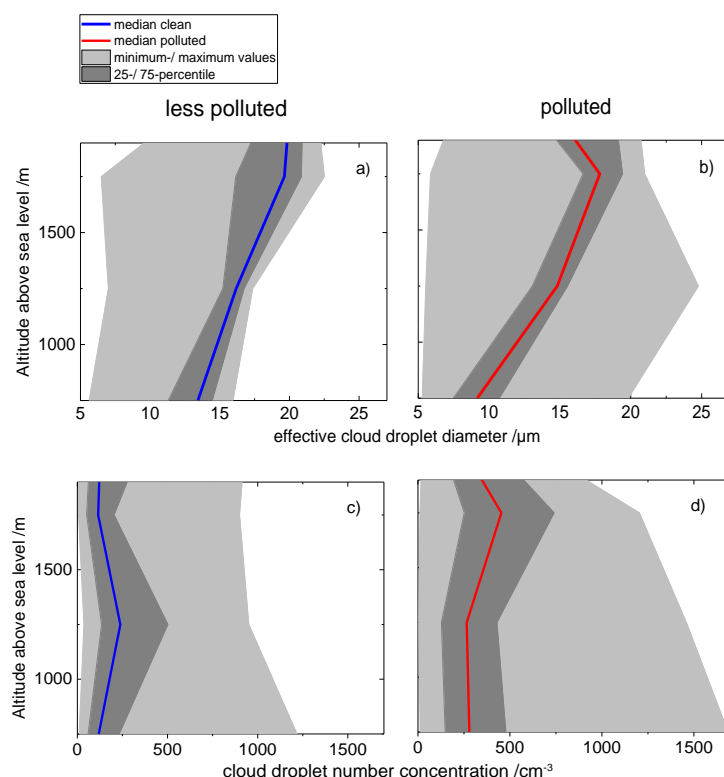 median clean
median polluted
minimum-/ maximum values
25-/ 75-percentile
less polluted
polluted
Altitude above sea level /m
1500
1000
a)
b)
5 10 15 20 25
5 10 15 20 25
effective cloud droplet diameter /µm
Altitude above sea level /m
1500
1000
c)
d)
0 500 1000 1500
0 500 1000 1500
cloud droplet number concentration /cm-3